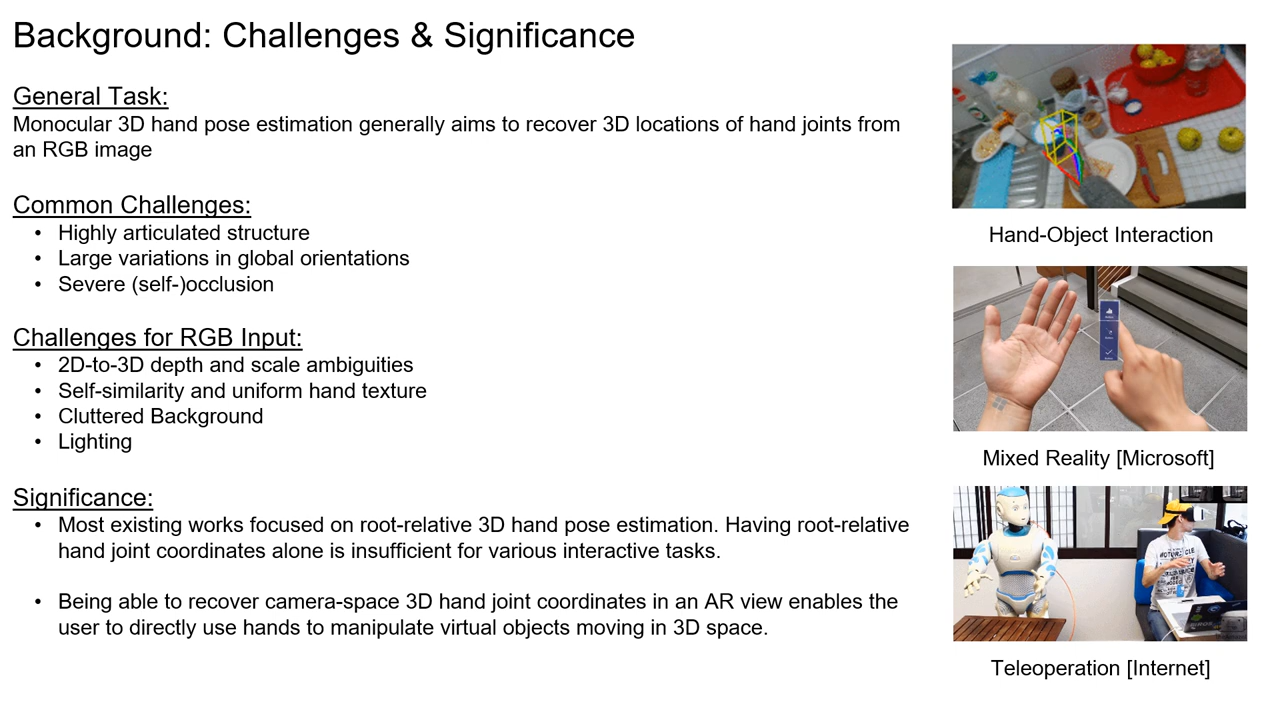 Background: Challenges & Significance
General Task:
Monocular 3D hand pose estimation generally aims to recover 3D locations of hand joints from
an RGB image
Common Challenges:
• Highly articulated structure
• Large variations in global orientations
• Severe (self-)occlusion
Challenges for RGB Input:
• 2D-to-3D depth and scale ambiguities
• Self-similarity and uniform hand texture
• Cluttered Background
• Lighting
Significance:
• Most existing works focused on root-relative 3D hand pose estimation. Having root-relative
hand joint coordinates alone is insufficient for various interactive tasks.
• Being able to recover camera-space 3D hand joint coordinates in an AR view enables the
user to directly use hands to manipulate virtual objects moving in 3D space.
Hand-Object Interaction
Mixed Reality [Microsoft]
Teleoperation [Internet]